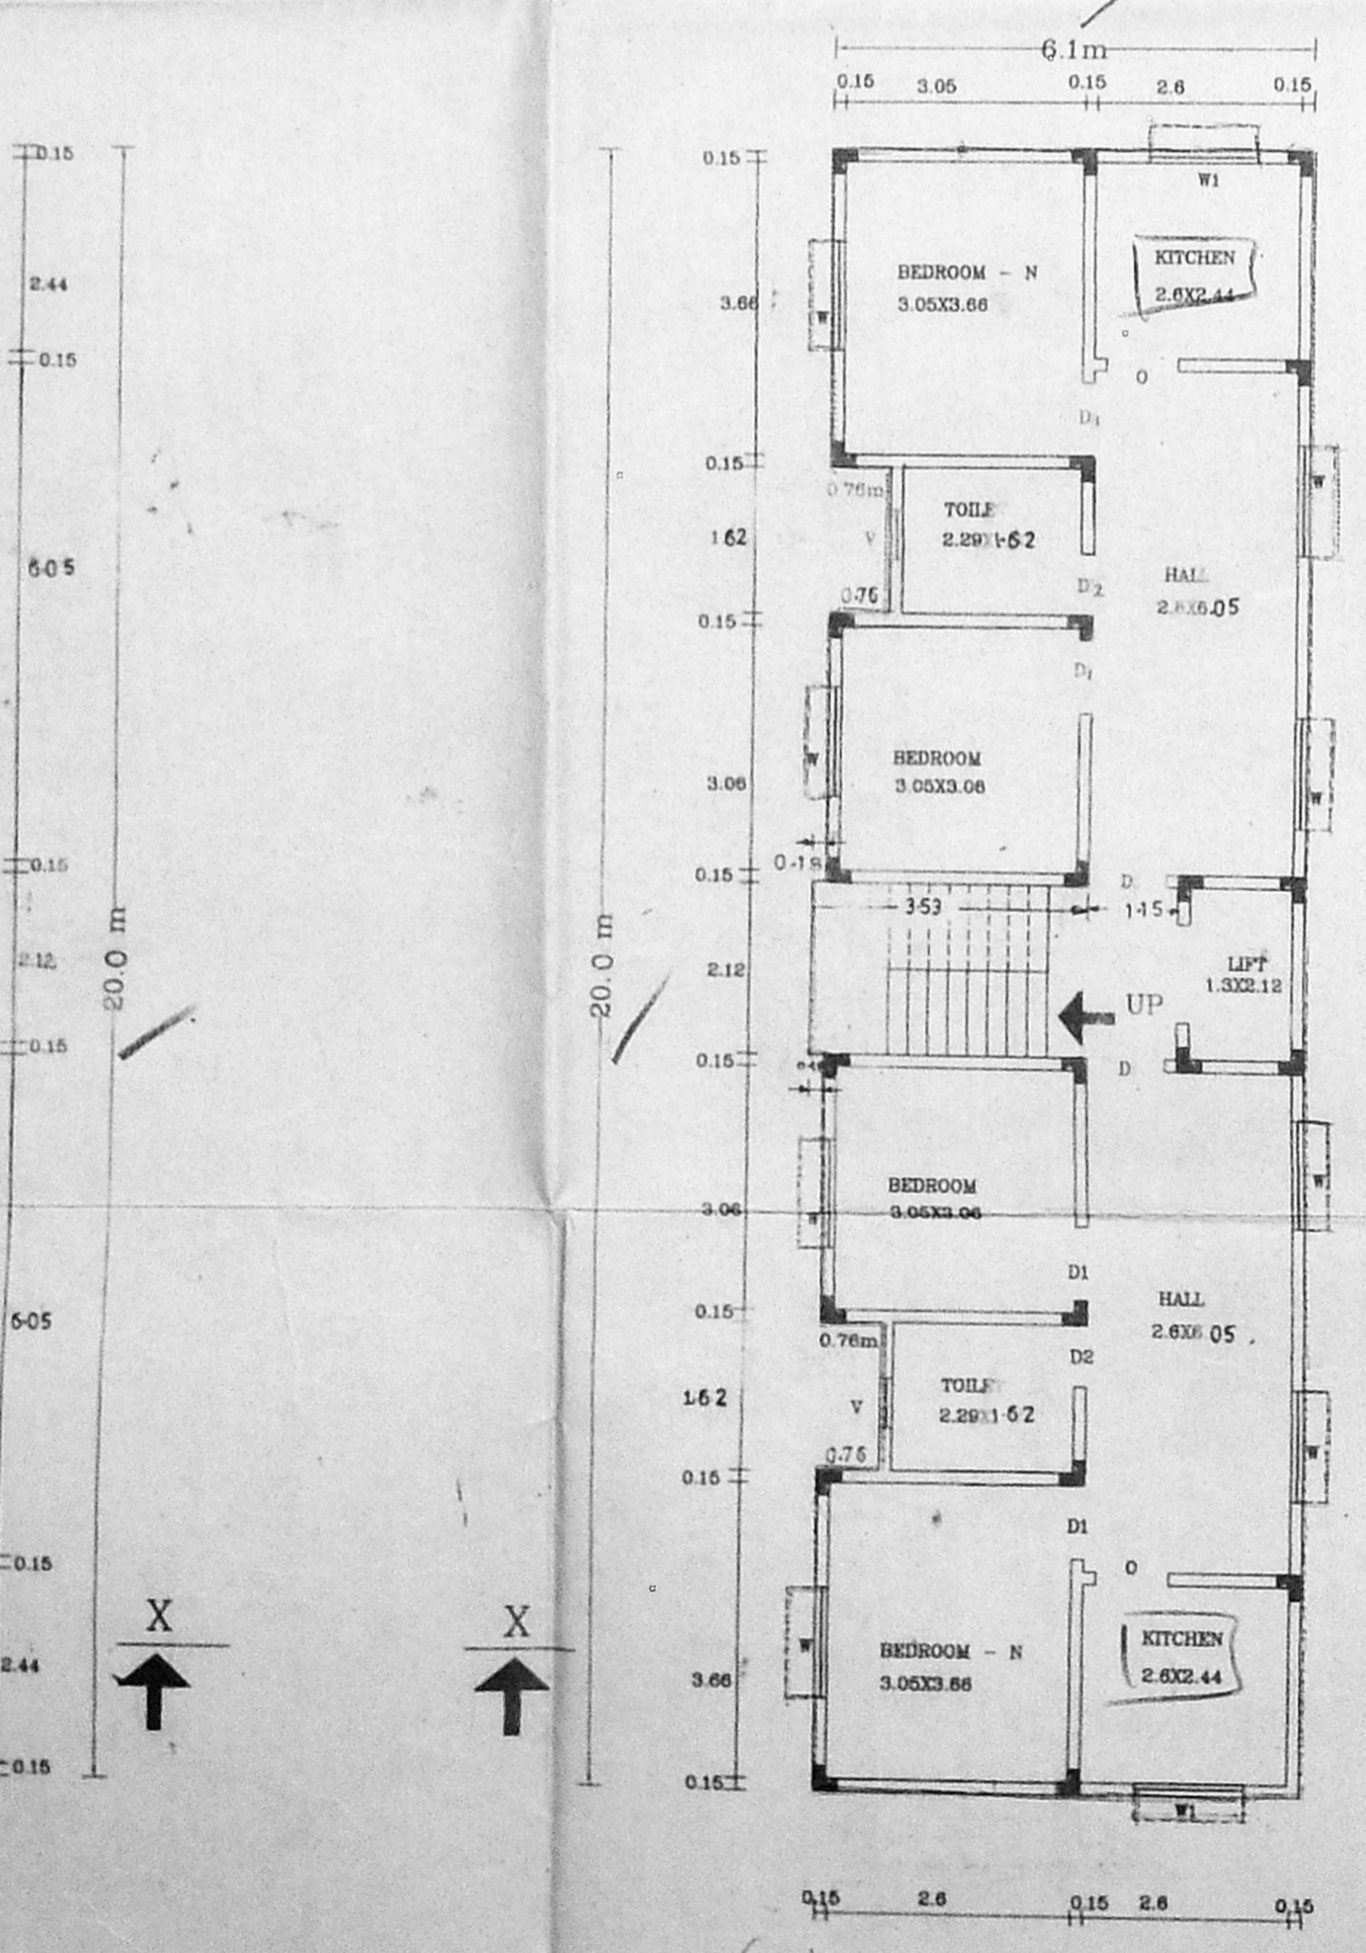 6.1m
0.15 3.05 0.15 2.6 0.15
0.15
2.44
0.15
6.05
0.15
2.12
0.15
6.05
0.15
2.44
0.15
20.0 m
X
20.0 m
X
0.15
3.66
0.15
1.62
0.15
3.06
0.15
2.12
0.15
3.06
0.15
1.62
0.15
3.66
0.15
W1
KITCHEN
2.6X2.44
BEDROOM - N
3.05X3.66
W
O
D1
0.76m
TOILET
2.29X1.62
V
W
0.76
D2
HALL
2.6X6.05
D1
BEDROOM
3.05X3.06
W
W
0.18
D
3.53
1.15
LIFT
1.3X2.12
UP
D
BEDROOM
3.05X3.06
W
W
D1
HALL
2.6X6.05
0.76m
D2
TOILET
2.29X1.62
V
W
0.76
D1
O
KITCHEN
2.6X2.44
BEDROOM - N
3.05X3.66
W
W1
0.15 2.6 0.15 2.6 0.15